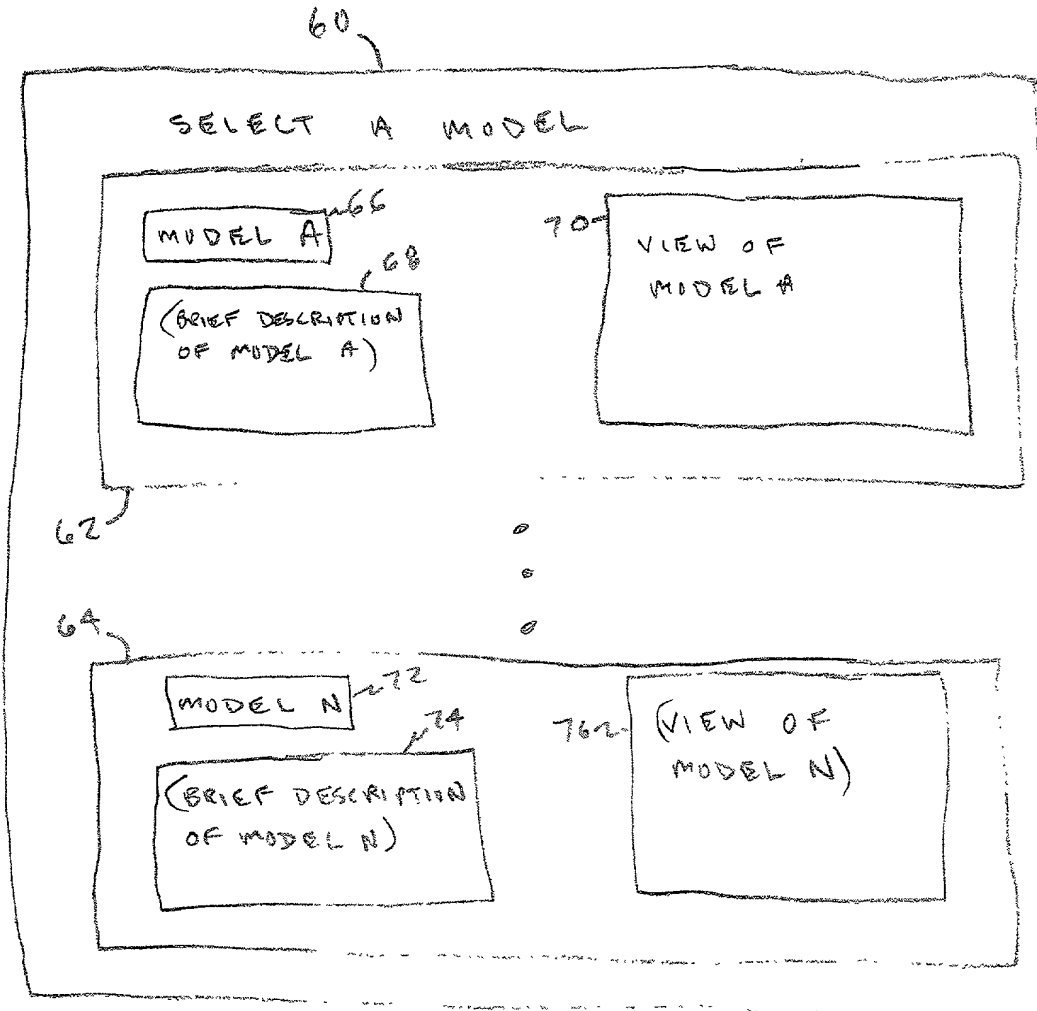 60
SELECT A MODEL
MODEL A
66
68
(BRIEF DESCRIPTION
OF MODEL A)
70
VIEW OF
MODEL A
62
64
MODEL N
72
74
(BRIEF DESCRIPTION
OF MODEL N)
76
(VIEW OF
MODEL N)